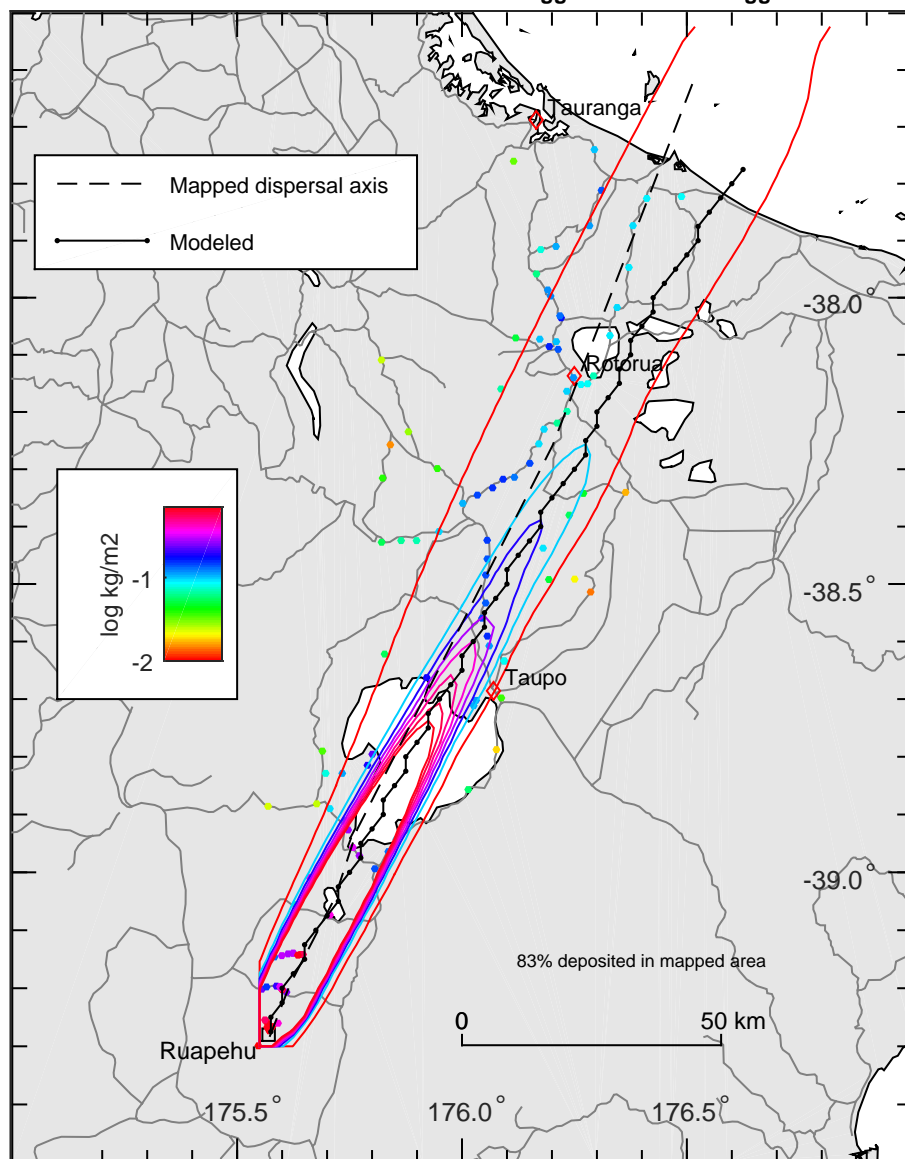 Tauranga
Mapped dispersal axis
Modeled
-38.0°
Rotorua
log kg/m2
-1
-2
-38.5°
Taupo
-39.0°
83% deposited in mapped area
0
50 km
Ruapehu
175.5°
176.0°
176.5°